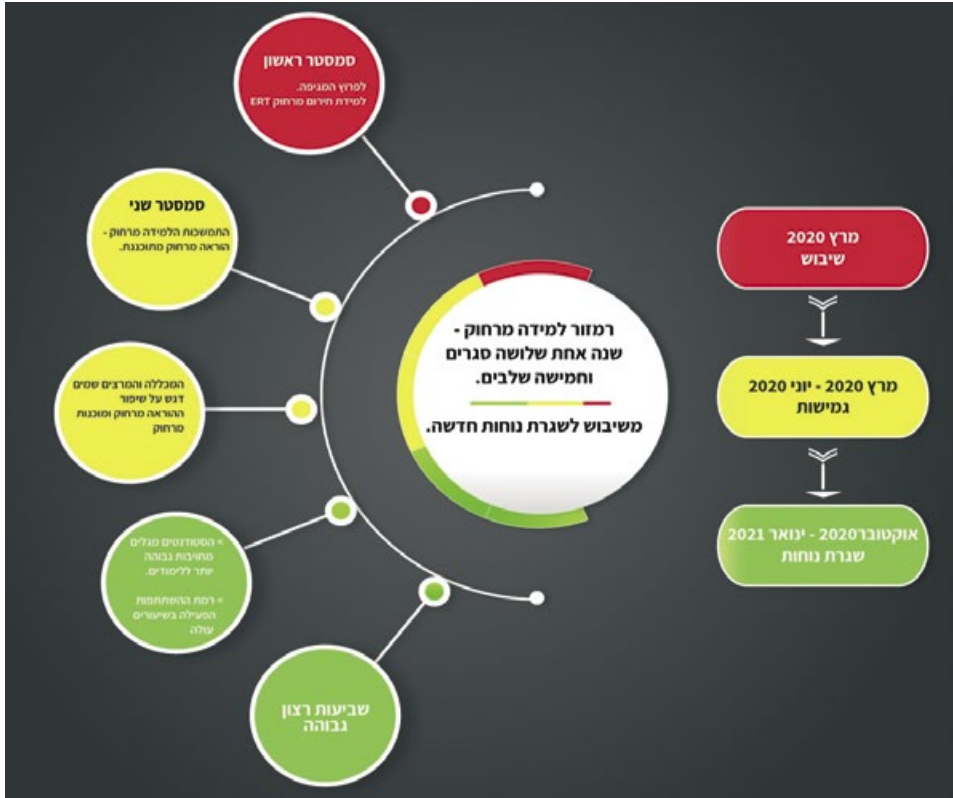 מרץ 2020
שיבוש
מרץ 2020 - יוני 2020
גמישות
אוקטובר2020 - ינואר 2021
שגרת נוחות
רמזור למידה מרחוק -
שנה אחת שלושה סגרים
וחמישה שלבים.
משיבוש לשגרת נוחות חדשה.
סמסטר ראשון
לפרוץ המגיפה.
למידת חירום מרחוק ERT
סמסטר שני
התמשכות הלמידה מרחוק -
הוראה מרחוק מתוכננת.
המכללה והמרצים שמים
דגש על שיפור
ההוראה מרחוק ומוכנות
מרחוק
> הסטודנטים מגלים
מחויבות גבוהה
יותר ללימודים.
> רמת ההשתתפות
הפעילה בשיעורים
עולה
שביעות רצון
גבוהה